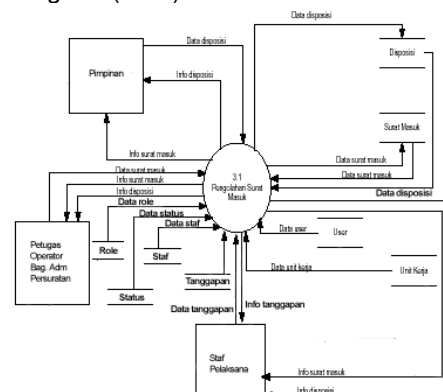 Data disposisi
Data disposisi
Disposisi
Pimpinan
Info disposisi
Surat Masuk
Info surat masuk
Data surat masuk
Data surat masuk
Data surat masuk
Info surat masuk
Info disposisi
Data role
Data status
Data staf
3.1
Pengolahan Surat
Masuk
Data disposisi
Petugas
Operator
Bag. Adm
Persuratan
Role
Staf
Status
Tanggapan
Data user
User
Data unit kerja
Unit Kerja
Data tanggapan
Info tanggapan
Staf
Pelaksana
Info surat masuk
Info disposisi